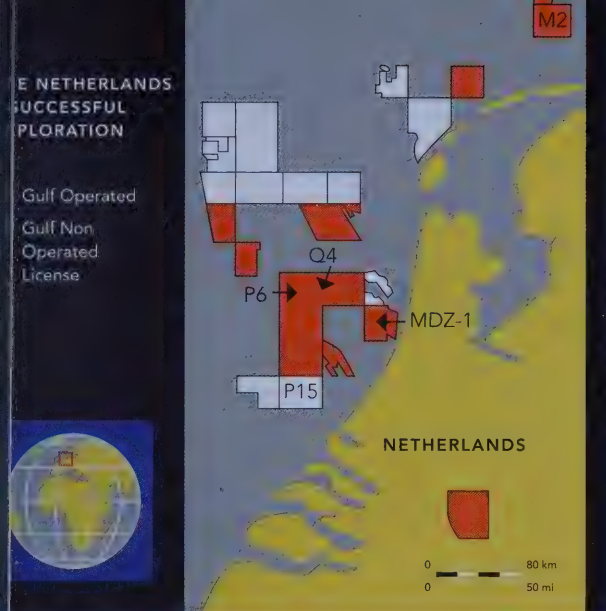 E NETHERLANDS
SUCCESSFUL
PLORATION
Gulf Operated
Gulf Non
Operated
License
M2
Q4
P6
MDZ-1
P15
NETHERLANDS
0 80 km
0 50 mi